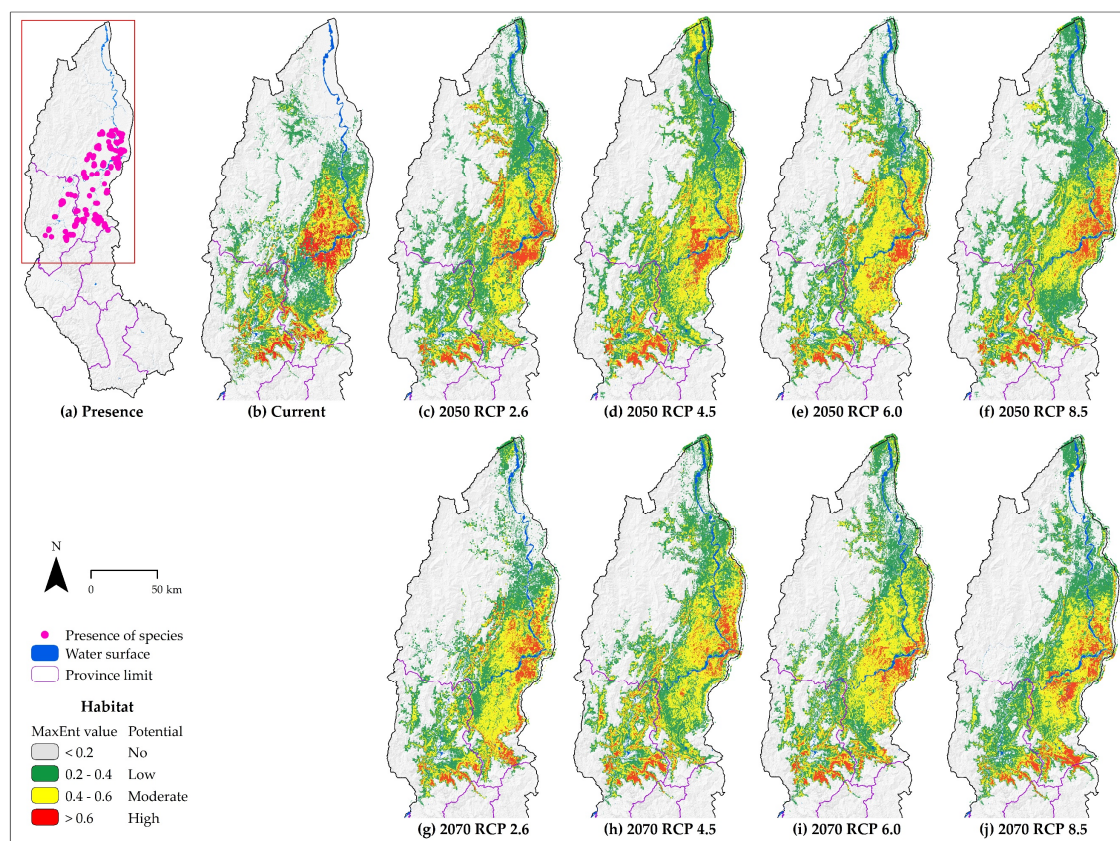 (a) Presence
(b) Current
(c) 2050 RCP 2.6
(d) 2050 RCP 4.5
(e) 2050 RCP 6.0
(f) 2050 RCP 8.5
N
0 50 km
Presence of species
Water surface
Province limit
Habitat
MaxEnt value Potential
< 0.2 No
0.2 - 0.4 Low
0.4 - 0.6 Moderate
> 0.6 High
(g) 2070 RCP 2.6
(h) 2070 RCP 4.5
(i) 2070 RCP 6.0
(j) 2070 RCP 8.5